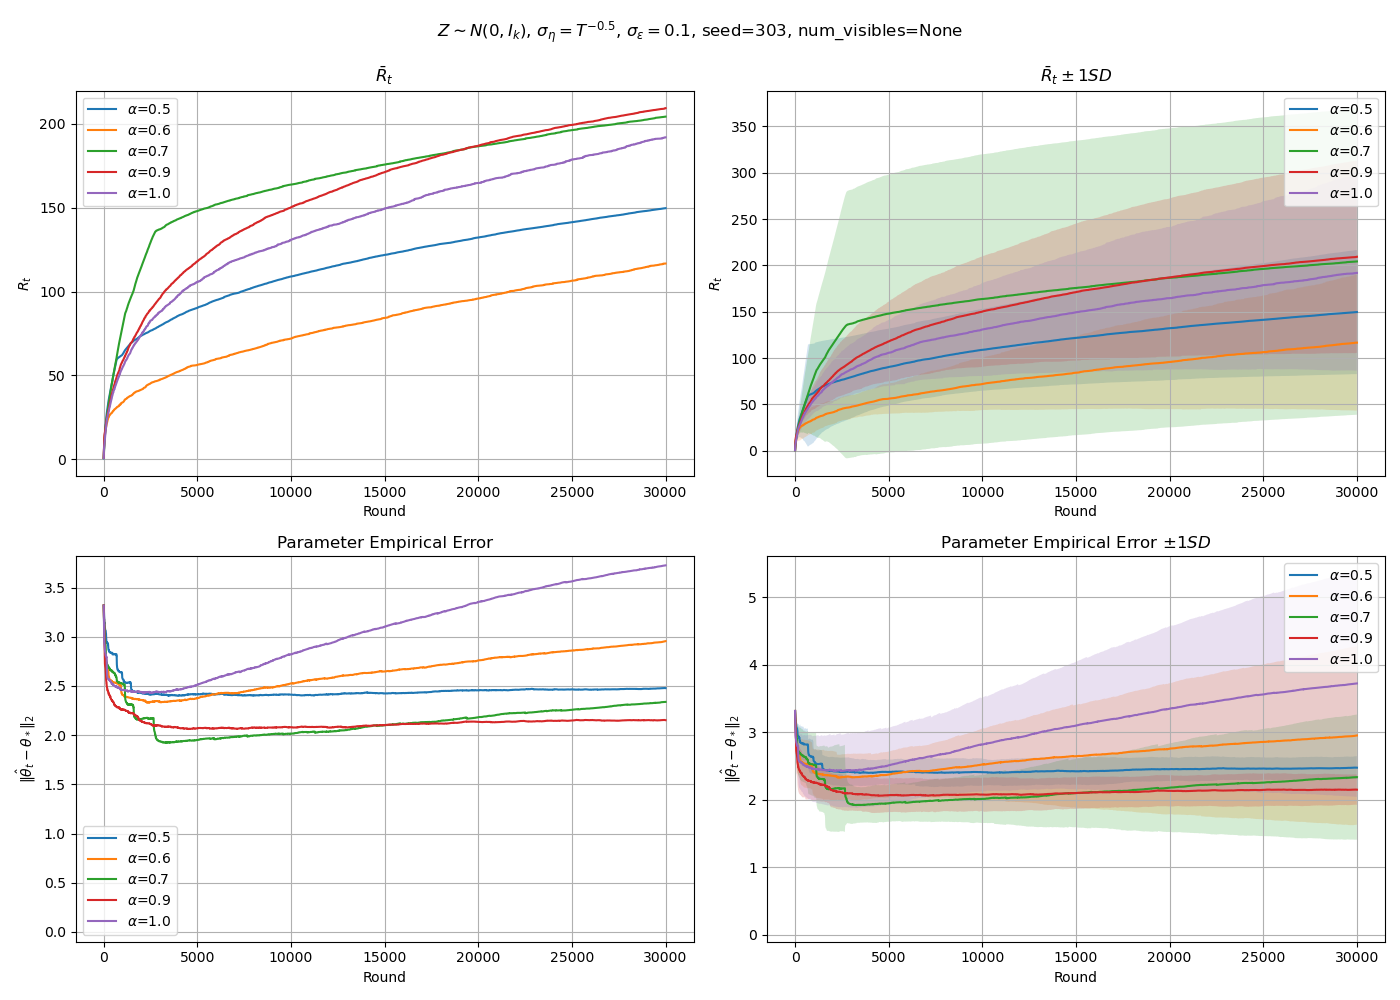 Z ~ N(0, I_k), σ_η = T^{−0.5}, σ_ε = 0.1, seed=303, num_visibles=None
R̄_t
R_t
200
150
100
50
0
α=0.5
α=0.6
α=0.7
α=0.9
α=1.0
0 5000 10000 15000 20000 25000 30000
Round
R̄_t ± 1SD
R_t
350
300
250
200
150
100
50
0
α=0.5
α=0.6
α=0.7
α=0.9
α=1.0
0 5000 10000 15000 20000 25000 30000
Round
Parameter Empirical Error
‖θ̂_t − θ*‖₂
3.5
3.0
2.5
2.0
1.5
1.0
0.5
0.0
α=0.5
α=0.6
α=0.7
α=0.9
α=1.0
0 5000 10000 15000 20000 25000 30000
Round
Parameter Empirical Error ±1SD
‖θ̂_t − θ*‖₂
5
4
3
2
1
0
α=0.5
α=0.6
α=0.7
α=0.9
α=1.0
0 5000 10000 15000 20000 25000 30000
Round